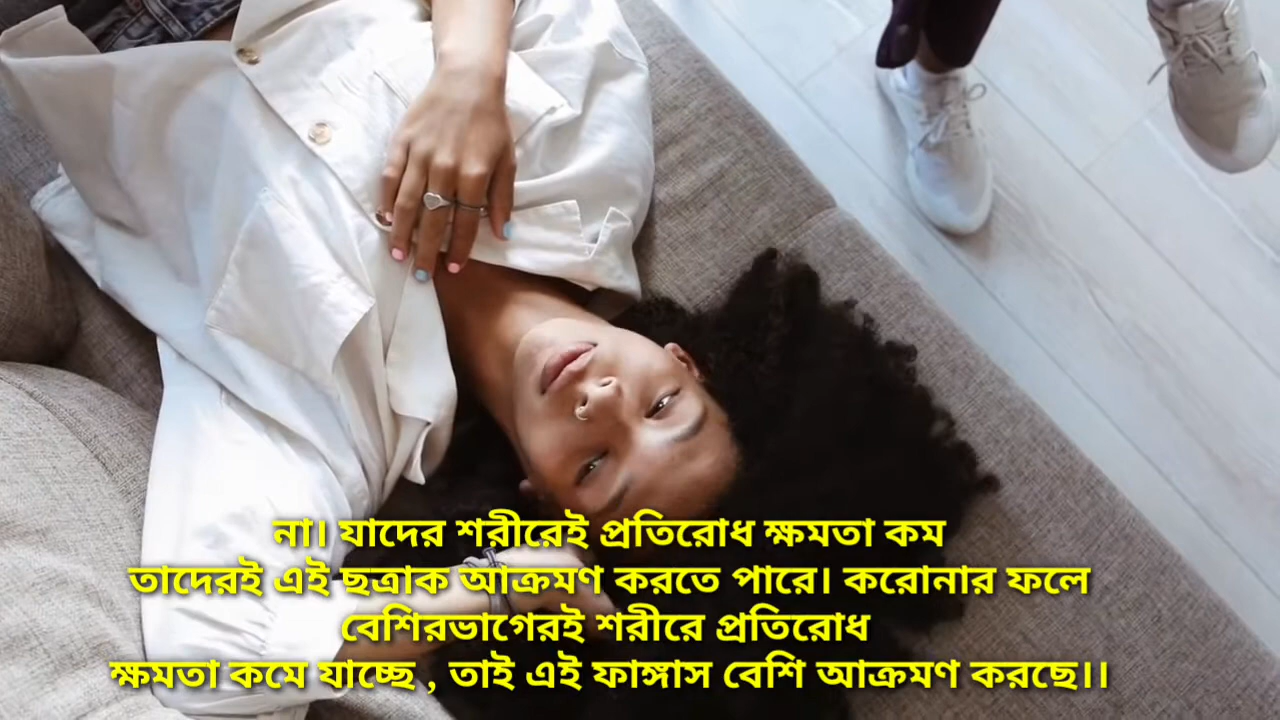 না। যাদের শরীরেই প্রতিরোধ ক্ষমতা কম
তাদেরই এই ছত্রাক আক্রমণ করতে পারে। করোনার ফলে
বেশিরভাগেরই শরীরে প্রতিরোধ
ক্ষমতা কমে যাচ্ছে , তাই এই ফাঙ্গাস বেশি আক্রমণ করছে।।